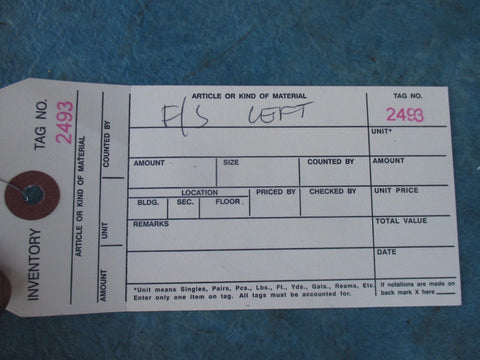 INVENTORY TAG NO. 2493
ARTICLE OR KIND OF MATERIAL
AMOUNT UNIT COUNTED BY
ARTICLE OR KIND OF MATERIAL TAG NO.
F/S LEFT 2493
UNIT*
AMOUNT SIZE COUNTED BY AMOUNT
LOCATION PRICED BY CHECKED BY UNIT PRICE
BLDG. SEC. FLOOR
REMARKS TOTAL VALUE
DATE
*Unit means Singles, Pairs, Pcs., Lbs., Ft., Yds., Gals., Reams, Etc. If notations are made on
Enter only one item on tag. All tags must be accounted for. back mark X here